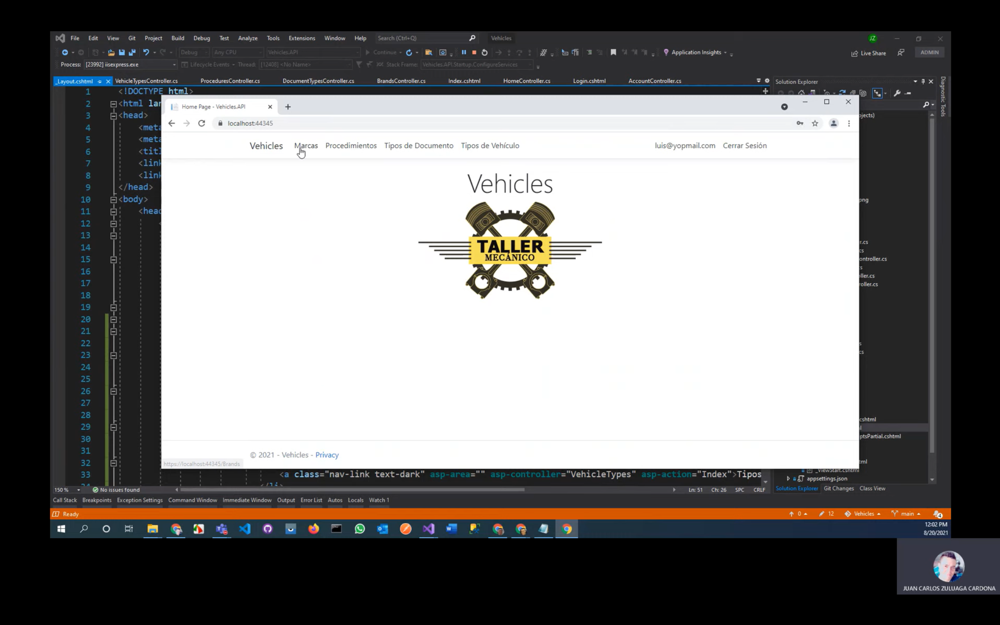 File Edit View Git Project Build Debug Test Analyze Tools Extensions Window Help Search (Ctrl+Q) Vehicles JZ
Debug Any CPU Vehicles.API Continue Application Insights Live Share ADMIN
Process: [23992] iisexpress.exe Lifecycle Events Thread: [12408] <No Name> Stack Frame: Vehicles.API.Startup.ConfigureServices
_Layout.cshtml VehicleTypesController.cs ProceduresController.cs DocumentTypesController.cs BrandsController.cs Index.cshtml HomeController.cs Login.cshtml AccountController.cs Solution Explorer
Diagnostic Tools
1 <!DOCTYPE html>
2 <html lar
3 <head>
4 <meta
5 <meta
6 <titl
7 <link
8 <link
9 </head>
10 <body>
11 <head
12 <
13
14
15
16
17
18
19
20
21
22
23
24
25
26
27
28
29
30
31
32
33 <a class="nav-link text-dark" asp-area="" asp-controller="VehicleTypes" asp-action="Index">Tipos
34 </li>
Home Page - Vehicles.API
localhost:44345
Vehicles Marcas Procedimientos Tipos de Documento Tipos de Vehículo luis@yopmail.com Cerrar Sesión
Vehicles
TALLER
MECÁNICO
© 2021 - Vehicles - Privacy
https://localhost:44345/Brands
ojects)
png
r.cs
cs
ontroller.cs
s
ller.cs
roller.cs
s
cs
cshtml
l
ptsPartial.cshtml
tml
_ViewStart.cshtml
appsettings.json
150 % No issues found Ln: 51 Ch: 26 SPC CRLF
Solution Explorer Git Changes Class View
Call Stack Breakpoints Exception Settings Command Window Immediate Window Output Error List Autos Locals Watch 1
Ready 0 12 Vehicles main 4
12:02 PM
8/20/2021
JUAN CARLOS ZULUAGA CARDONA